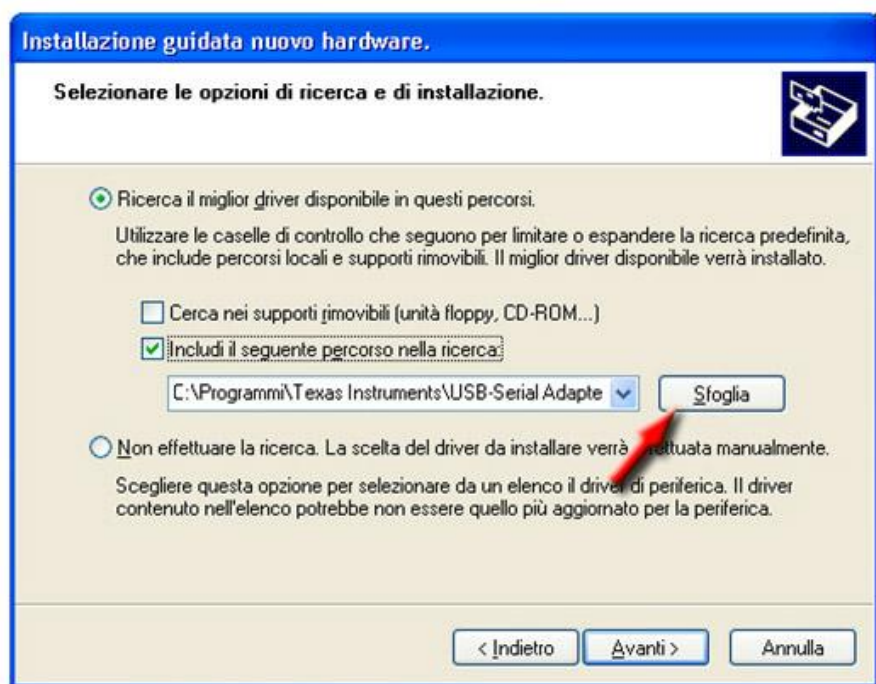 Installazione guidata nuovo hardware.
Selezionare le opzioni di ricerca e di installazione.
Ricerca il miglior driver disponibile in questi percorsi.
Utilizzare le caselle di controllo che seguono per limitare o espandere la ricerca predefinita,
che include percorsi locali e supporti rimovibili. Il miglior driver disponibile verrà installato.
Cerca nei supporti rimovibili (unità floppy, CD-ROM...)
Includi il seguente percorso nella ricerca:
C:\Programmi\Texas Instruments\USB-Serial Adapte
Sfoglia
Non effettuare la ricerca. La scelta del driver da installare verrà manualmente.
Scegliere questa opzione per selezionare da un elenco il driver di periferica. Il driver
contenuto nell'elenco potrebbe non essere quello più aggiornato per la periferica.
< Indietro
Avanti >
Annulla